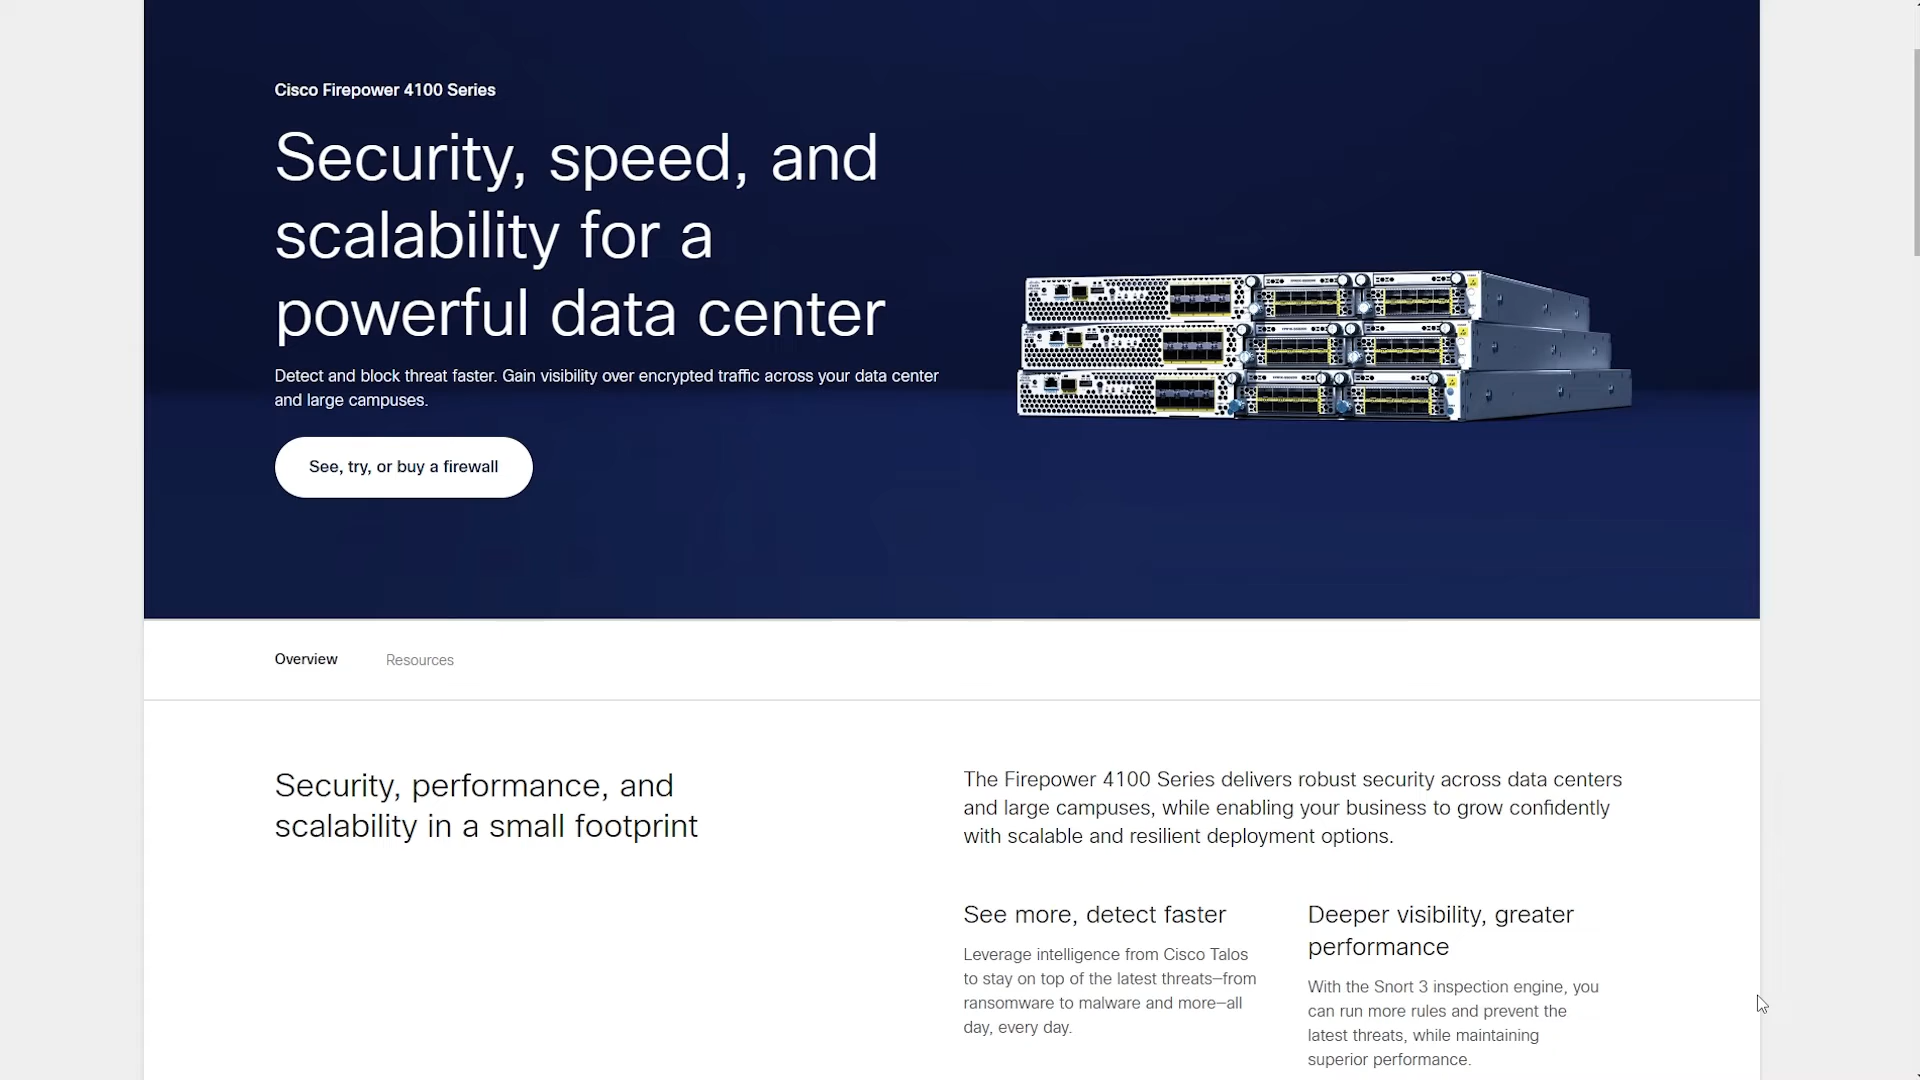 Cisco Firepower 4100 Series
Security, speed, and
scalability for a
powerful data center
Detect and block threat faster. Gain visibility over encrypted traffic across your data center
and large campuses.
See, try, or buy a firewall
Overview
Resources
Security, performance, and
scalability in a small footprint
The Firepower 4100 Series delivers robust security across data centers
and large campuses, while enabling your business to grow confidently
with scalable and resilient deployment options.
See more, detect faster
Leverage intelligence from Cisco Talos
to stay on top of the latest threats—from
ransomware to malware and more—all
day, every day.
Deeper visibility, greater
performance
With the Snort 3 inspection engine, you
can run more rules and prevent the
latest threats, while maintaining
superior performance.